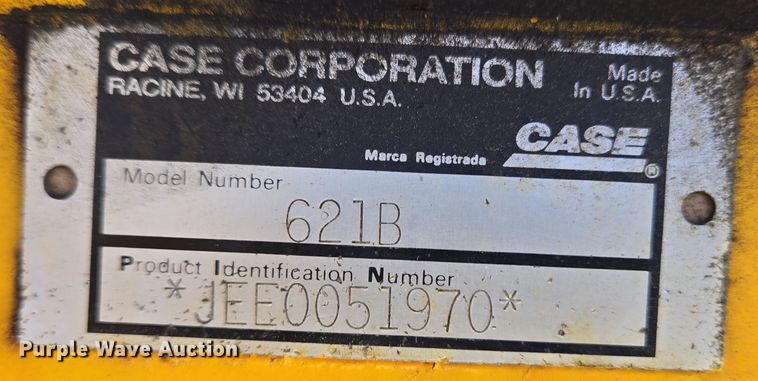 CASE CORPORATION
RACINE, WI 53404 U.S.A.
Made
In U.S.A.
CASE
®
Marca Registrada
Model Number
621B
Product Identification Number
*JEE0051970*
Purple Wave Auction